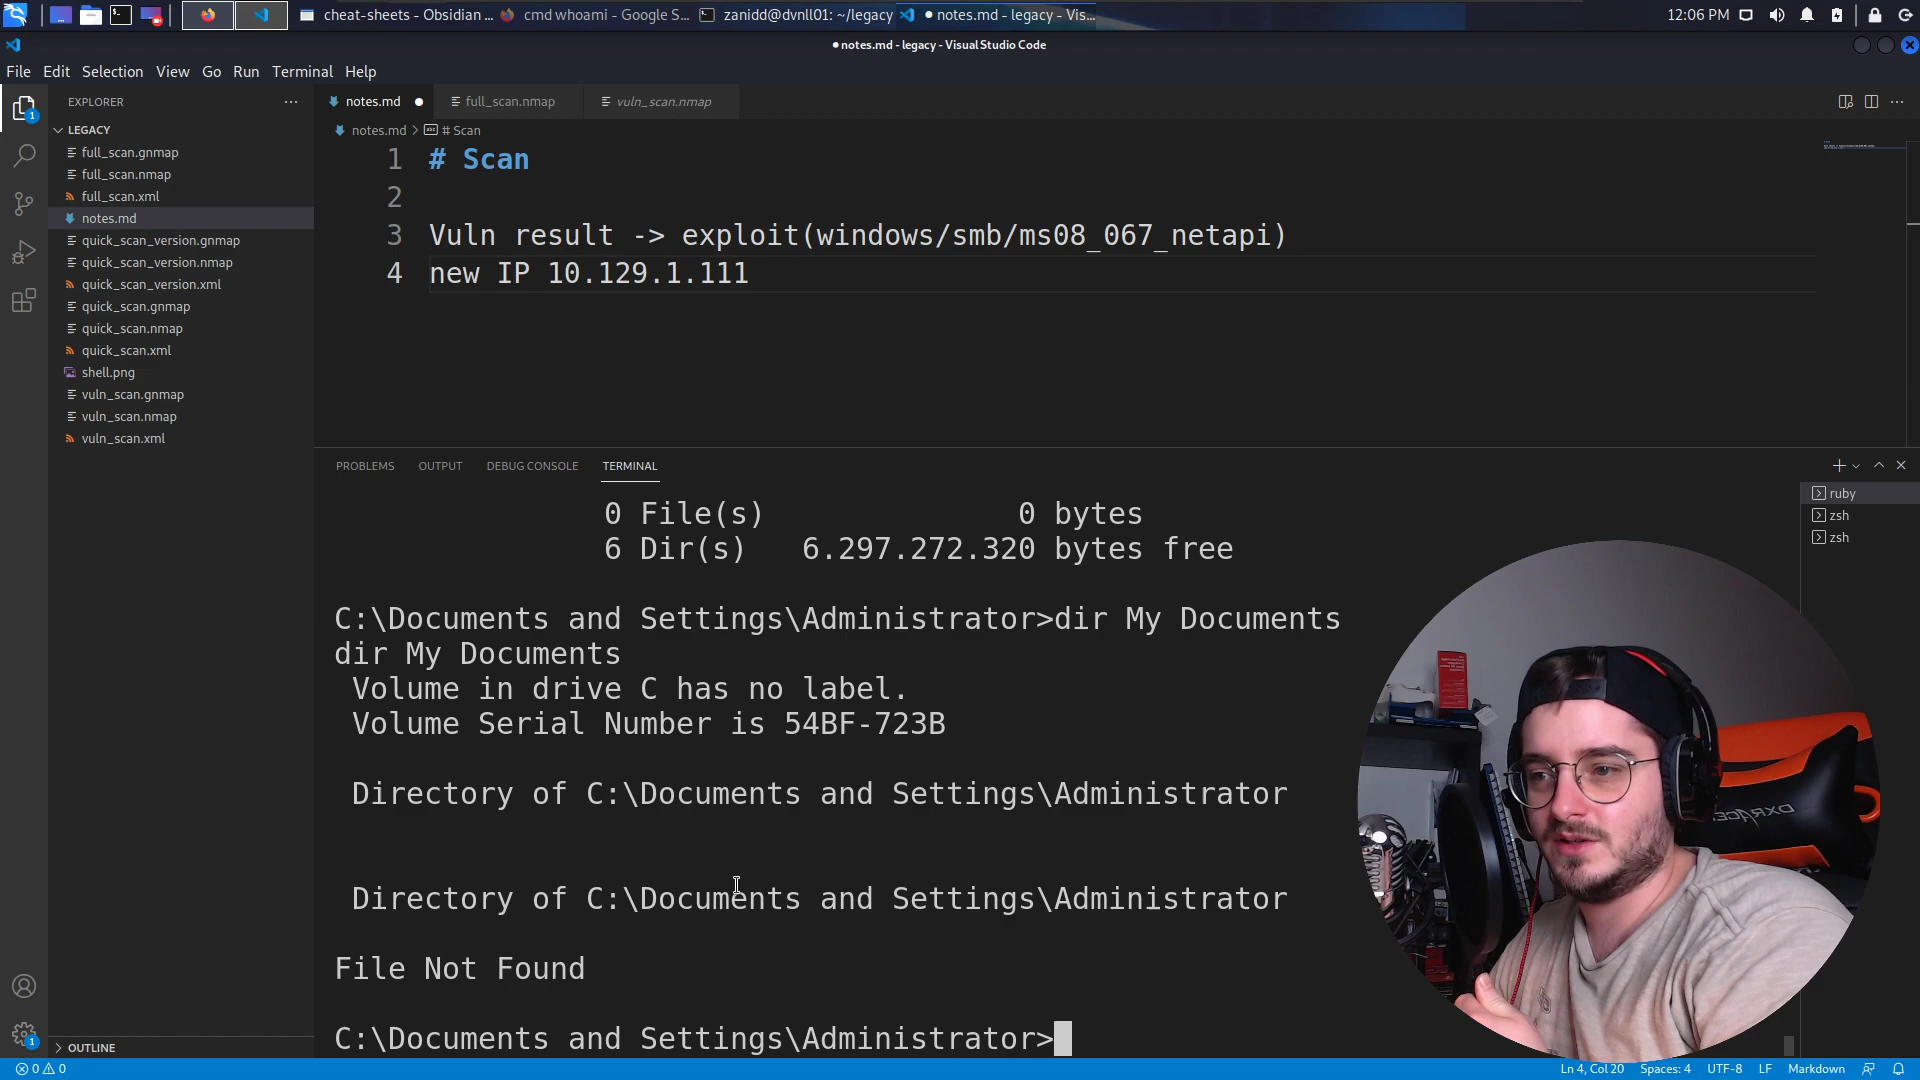 cheat-sheets - Obsidian ...
cmd whoami - Google S...
zanidd@dvnll01: ~/legacy
● notes.md - legacy - Vis...
12:06 PM
● notes.md - legacy - Visual Studio Code
File Edit Selection View Go Run Terminal Help
EXPLORER
LEGACY
full_scan.gnmap
full_scan.nmap
full_scan.xml
notes.md
quick_scan_version.gnmap
quick_scan_version.nmap
quick_scan_version.xml
quick_scan.gnmap
quick_scan.nmap
quick_scan.xml
shell.png
vuln_scan.gnmap
vuln_scan.nmap
vuln_scan.xml
OUTLINE
1
1
notes.md ●
full_scan.nmap
vuln_scan.nmap
notes.md > # Scan
1 # Scan
2
3 Vuln result -> exploit(windows/smb/ms08_067_netapi)
4 new IP 10.129.1.111
PROBLEMS OUTPUT DEBUG CONSOLE TERMINAL
ruby
zsh
zsh
0 File(s) 0 bytes
6 Dir(s) 6.297.272.320 bytes free
C:\Documents and Settings\Administrator>dir My Documents
dir My Documents
Volume in drive C has no label.
Volume Serial Number is 54BF-723B
Directory of C:\Documents and Settings\Administrator
Directory of C:\Documents and Settings\Administrator
File Not Found
C:\Documents and Settings\Administrator>
DXRACER
0 0
Ln 4, Col 20
Spaces: 4
UTF-8
LF
Markdown